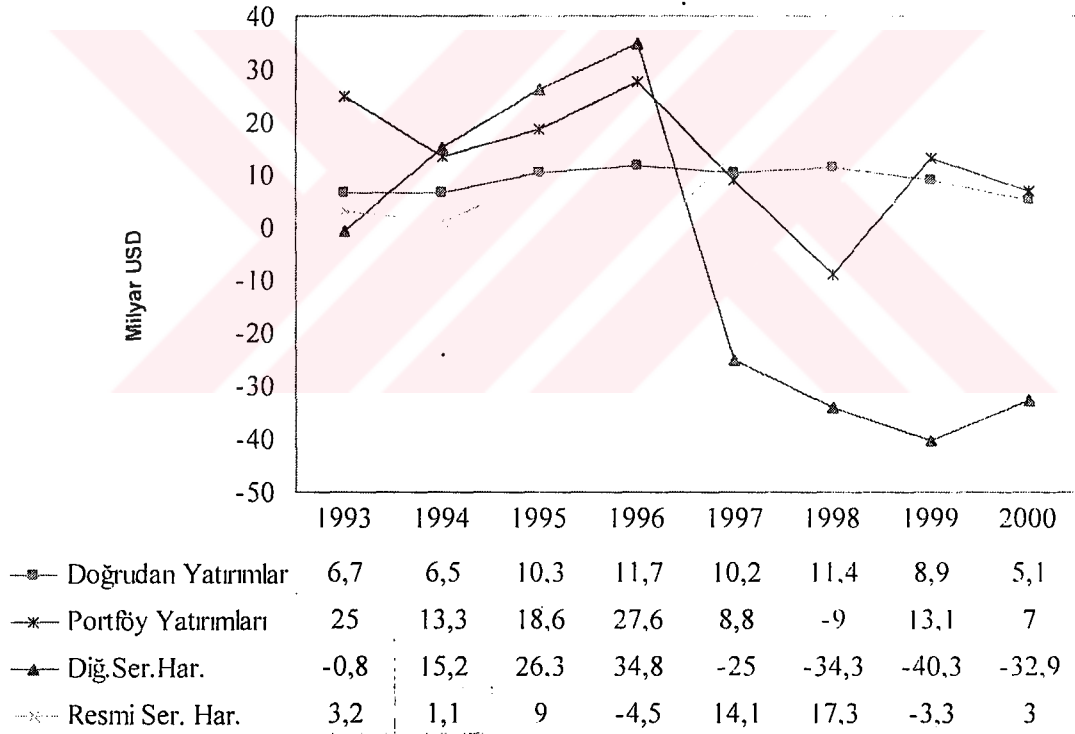 40
30
20
10
0
-10
-20
-30
-40
-50
Milyar USD
1993 1994 1995 1996 1997 1998 1999 2000
Doğrudan Yatırımlar 6,7 6,5 10,3 11,7 10,2 11,4 8,9 5,1
Portföy Yatırımları 25 13,3 18,6 27,6 8,8 -9 13,1 7
Diğ.Ser.Har. -0,8 15,2 26,3 34,8 -25 -34,3 -40,3 -32,9
Resmi Ser. Har. 3,2 1,1 9 -4,5 14,1 17,3 -3,3 3